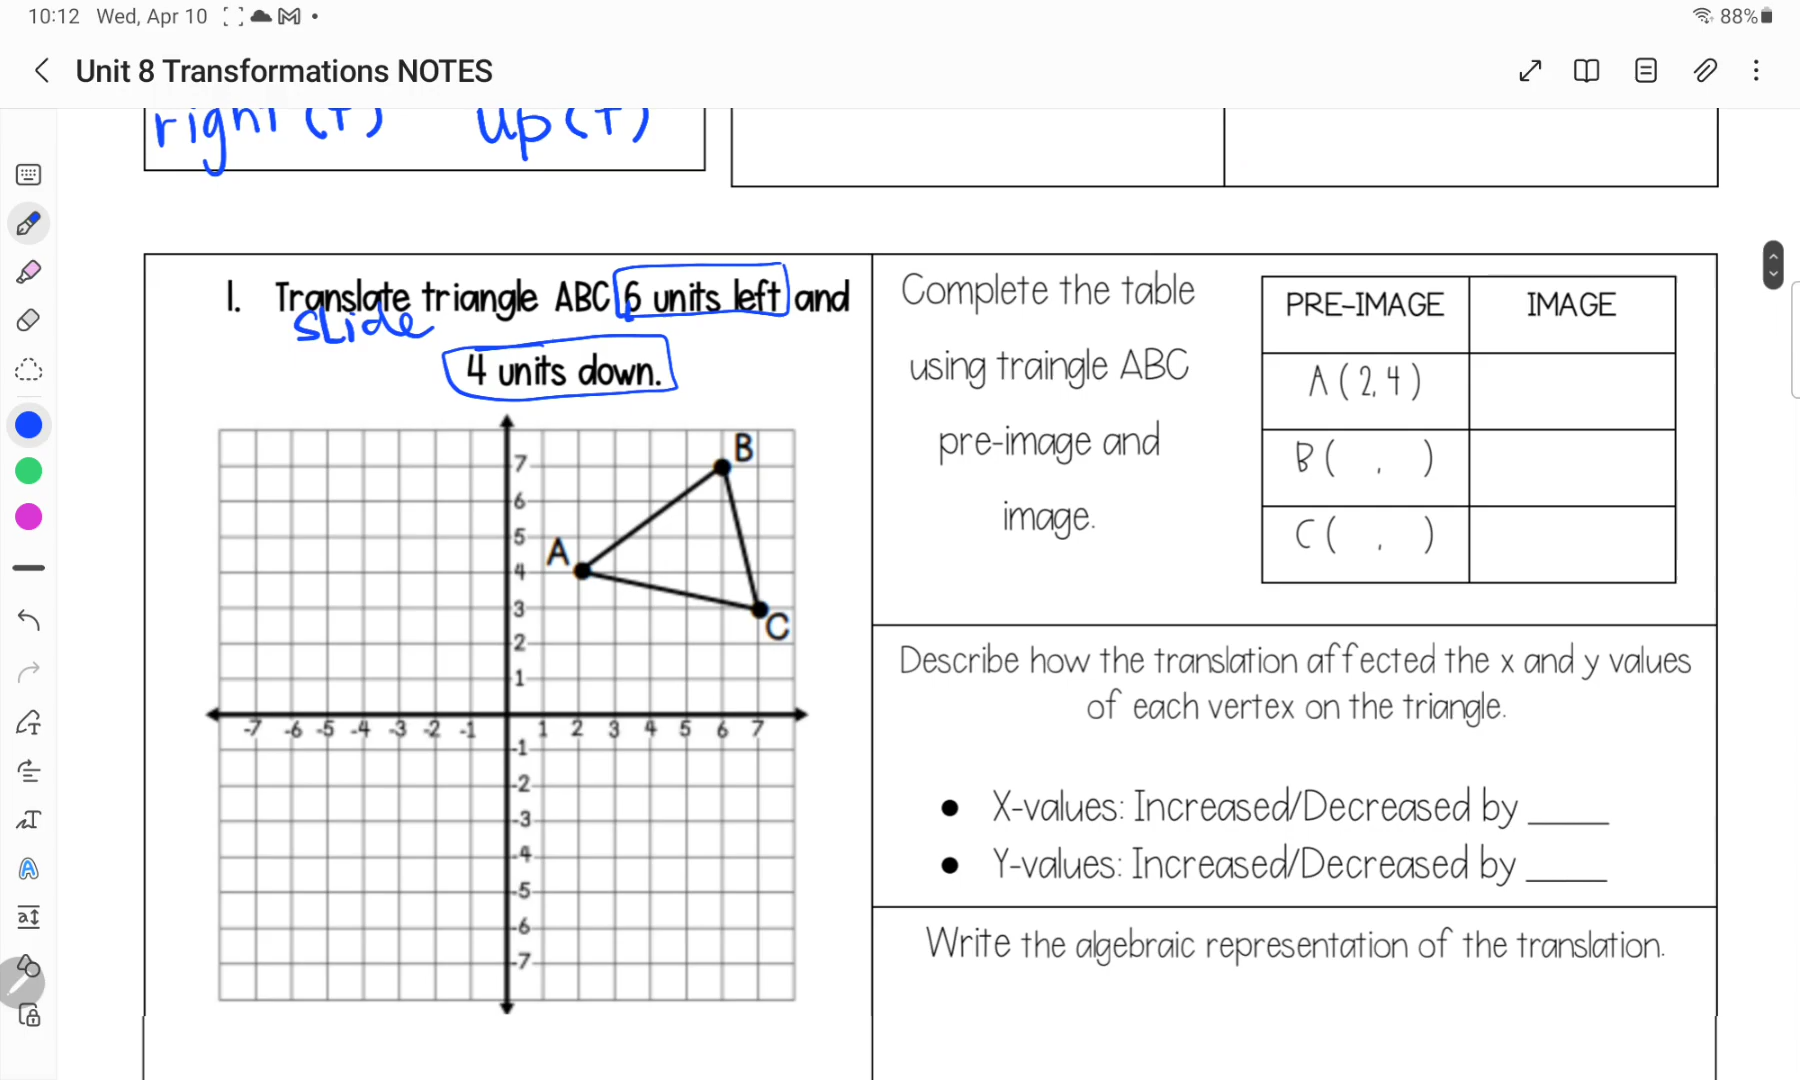 10:12 Wed, Apr 10
88%
Unit 8 Transformations NOTES
right (+) up (+)
1. Translate triangle ABC 6 units left and
slide
4 units down.
B
7
6
5
A
4
3
C
2
1
-7 -6 -5 -4 -3 -2 -1 1 2 3 4 5 6 7
-1
-2
-3
-4
-5
-6
-7
Complete the table
using traingle ABC
pre-image and
image.
PRE-IMAGE IMAGE
A ( 2, 4 )
B ( , )
C ( , )
Describe how the translation affected the x and y values
of each vertex on the triangle.
● X-values: Increased/Decreased by _____
● Y-values: Increased/Decreased by _____
Write the algebraic representation of the translation.